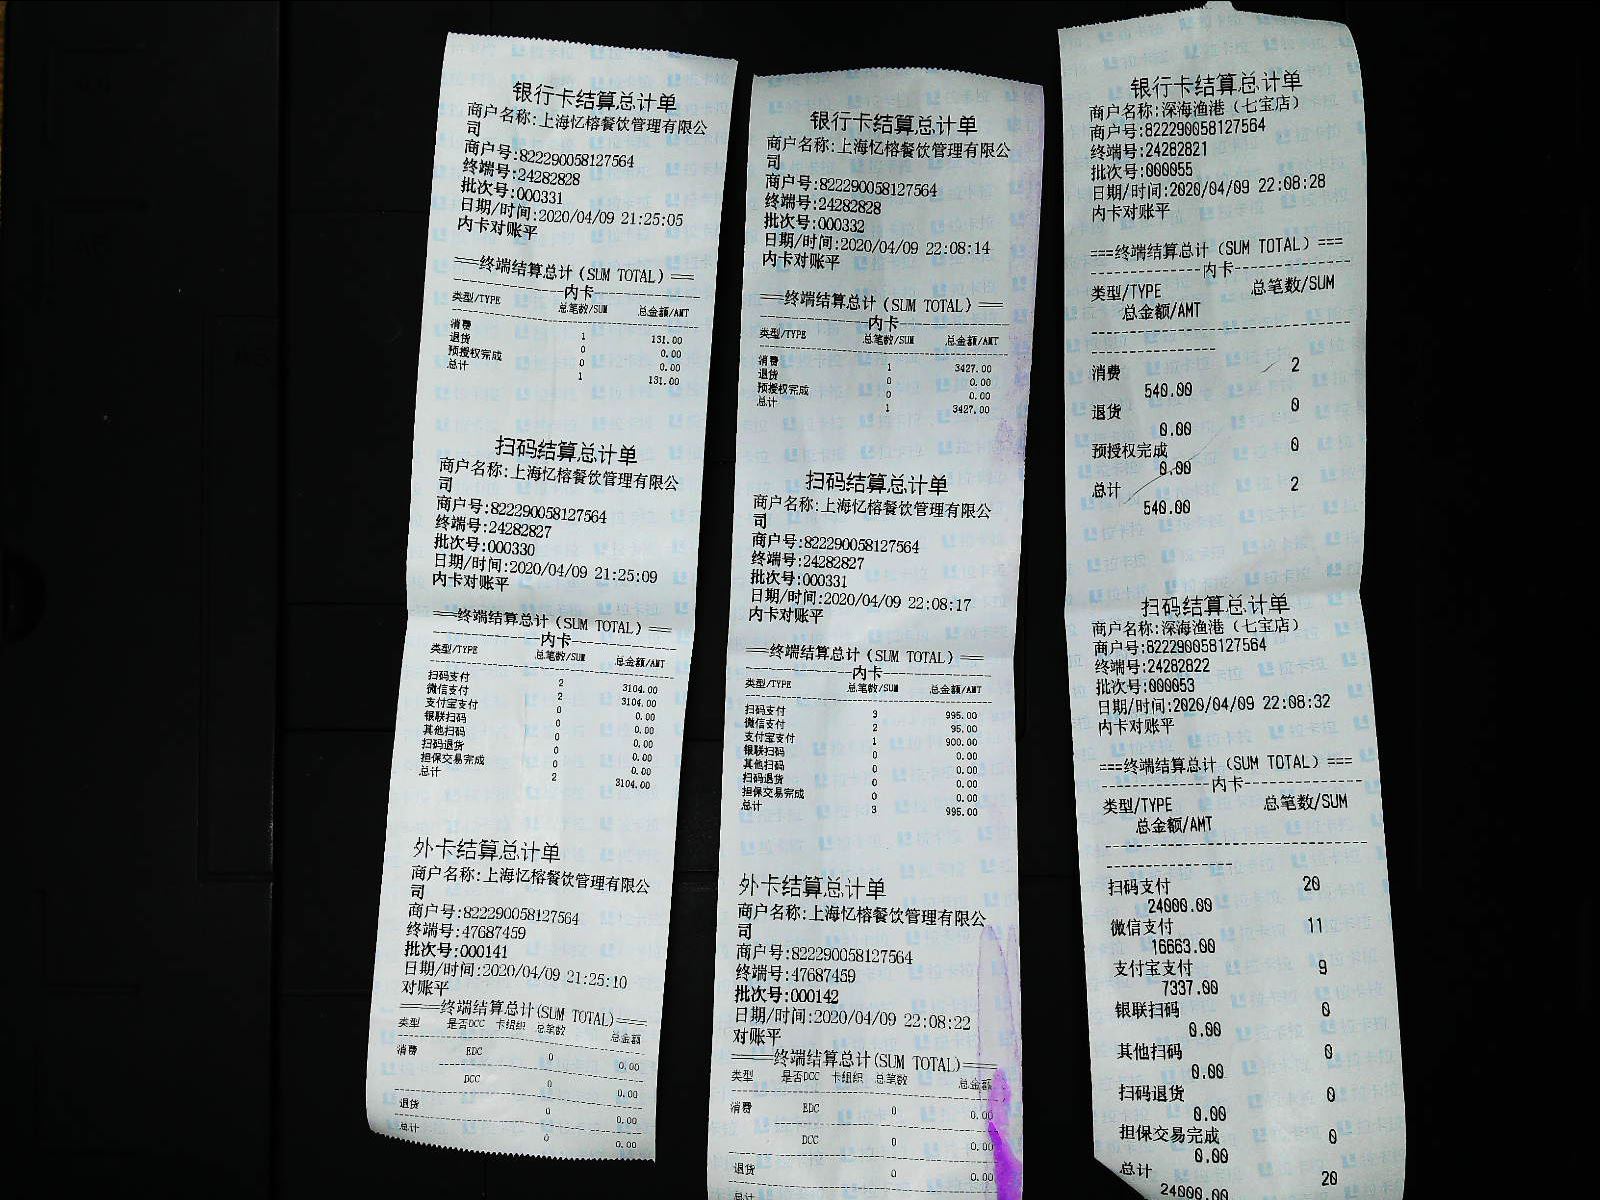 银行卡结算总计单
商户名称:上海忆榕餐饮管理有限公
司
商户号:822290058127564
终端号:24282828
批次号:000331
日期/时间:2020/04/09 21:25:05
内卡对账平
===终端结算总计(SUM TOTAL)===
内卡
类型/TYPE 总笔数/SUM 总金额/AMT
消费 1 131.00
退货 0 0.00
预授权完成 0 0.00
总计 1 131.00
扫码结算总计单
商户名称:上海忆榕餐饮管理有限公
司
商户号:822290058127564
终端号:24282827
批次号:000330
日期/时间:2020/04/09 21:25:09
内卡对账平
===终端结算总计(SUM TOTAL)===
内卡
类型/TYPE 总笔数/SUM 总金额/AMT
扫码支付 2 3104.00
微信支付 2 3104.00
支付宝支付 0 0.00
银联扫码 0 0.00
其他扫码 0 0.00
扫码退货 0 0.00
担保交易完成 0 0.00
总计 2 3104.00
外卡结算总计单
商户名称:上海忆榕餐饮管理有限公
司
商户号:822290058127564
终端号:47687459
批次号:000141
日期/时间:2020/04/09 21:25:10
对账平
====终端结算总计(SUM TOTAL)====
类型 是否DCC 卡组织 总笔数 总金额
消费 EDC 0 0.00
DCC 0 0.00
退货 0 0.00
总计 0 0.00
银行卡结算总计单
商户名称:上海忆榕餐饮管理有限公
司
商户号:822290058127564
终端号:24282828
批次号:000332
日期/时间:2020/04/09 22:08:14
内卡对账平
===终端结算总计(SUM TOTAL)===
内卡
类型/TYPE 总笔数/SUM 总金额/AMT
消费 1 3427.00
退货 0 0.00
预授权完成 0 0.00
总计 1 3427.00
扫码结算总计单
商户名称:上海忆榕餐饮管理有限公
司
商户号:822290058127564
终端号:24282827
批次号:000331
日期/时间:2020/04/09 22:08:17
内卡对账平
===终端结算总计(SUM TOTAL)===
内卡
类型/TYPE 总笔数/SUM 总金额/AMT
扫码支付 3 995.00
微信支付 2 95.00
支付宝支付 1 900.00
银联扫码 0 0.00
其他扫码 0 0.00
扫码退货 0 0.00
担保交易完成 0 0.00
总计 3 995.00
外卡结算总计单
商户名称:上海忆榕餐饮管理有限公
司
商户号:822290058127564
终端号:47687459
批次号:000142
日期/时间:2020/04/09 22:08:22
对账平
====终端结算总计(SUM TOTAL)====
类型 是否DCC 卡组织 总笔数 总金额
消费 EDC 0 0.00
DCC 0 0.00
退货 0 0.00
总计
银行卡结算总计单
商户名称:深海渔港(七宝店)
商户号:822290058127564
终端号:24282821
批次号:000055
日期/时间:2020/04/09 22:08:28
内卡对账平
===终端结算总计(SUM TOTAL)===
内卡
类型/TYPE 总笔数/SUM
总金额/AMT
消费 2
540.00
退货 0
0.00
预授权完成 0
0.00
总计 2
540.00
扫码结算总计单
商户名称:深海渔港(七宝店)
商户号:822290058127564
终端号:24282822
批次号:000053
日期/时间:2020/04/09 22:08:32
内卡对账平
===终端结算总计(SUM TOTAL)===
内卡
类型/TYPE 总笔数/SUM
总金额/AMT
扫码支付 20
24000.00
微信支付 11
16663.00
支付宝支付 9
7337.00
银联扫码 0
0.00
其他扫码 0
0.00
扫码退货 0
0.00
担保交易完成 0
0.00
总计 20
24000.00